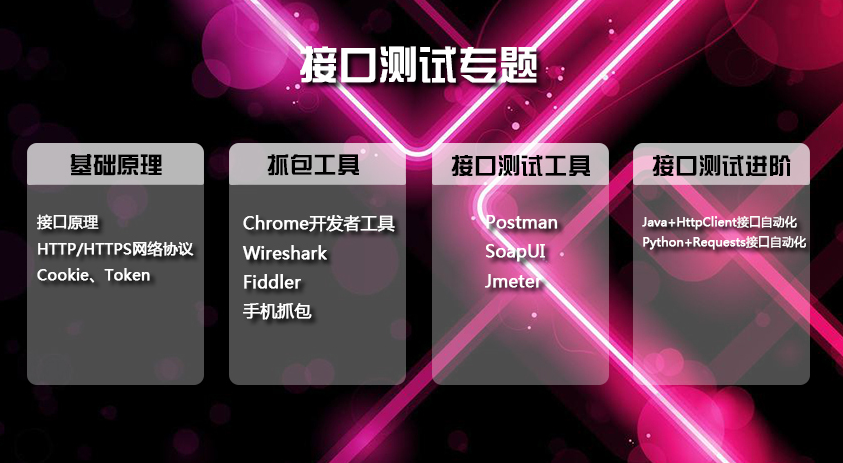 接口测试专题
基础原理
接口原理
HTTP/HTTPS网络协议
Cookie、Token
抓包工具
Chrome开发者工具
Wireshark
Fiddler
手机抓包
接口测试工具
Postman
SoapUI
Jmeter
接口测试进阶
Java+HttpClient接口自动化
Python+Requests接口自动化